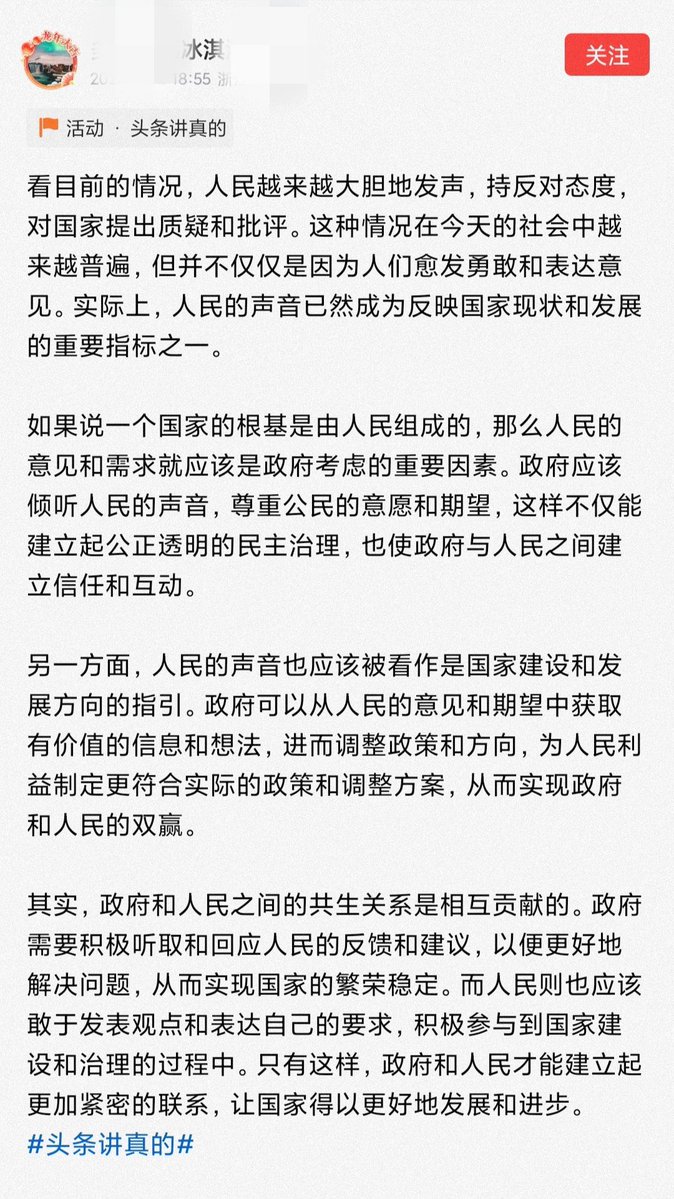 龙年大吉
冰淇
20 18:55 浙
关注
活动 · 头条讲真的
看目前的情况，人民越来越大胆地发声，持反对态度，
对国家提出质疑和批评。这种情况在今天的社会中越
来越普遍，但并不仅仅是因为人们愈发勇敢和表达意
见。实际上，人民的声音已然成为反映国家现状和发展
的重要指标之一。
如果说一个国家的根基是由人民组成的，那么人民的
意见和需求就应该是政府考虑的重要因素。政府应该
倾听人民的声音，尊重公民的意愿和期望，这样不仅能
建立起公正透明的民主治理，也使政府与人民之间建
立信任和互动。
另一方面，人民的声音也应该被看作是国家建设和发
展方向的指引。政府可以从人民的意见和期望中获取
有价值的信息和想法，进而调整政策和方向，为人民利
益制定更符合实际的政策和调整方案，从而实现政府
和人民的双赢。
其实，政府和人民之间的共生关系是相互贡献的。政府
需要积极听取和回应人民的反馈和建议，以便更好地
解决问题，从而实现国家的繁荣稳定。而人民则也应该
敢于发表观点和表达自己的要求，积极参与到国家建
设和治理的过程中。只有这样，政府和人民才能建立起
更加紧密的联系，让国家得以更好地发展和进步。
#头条讲真的#